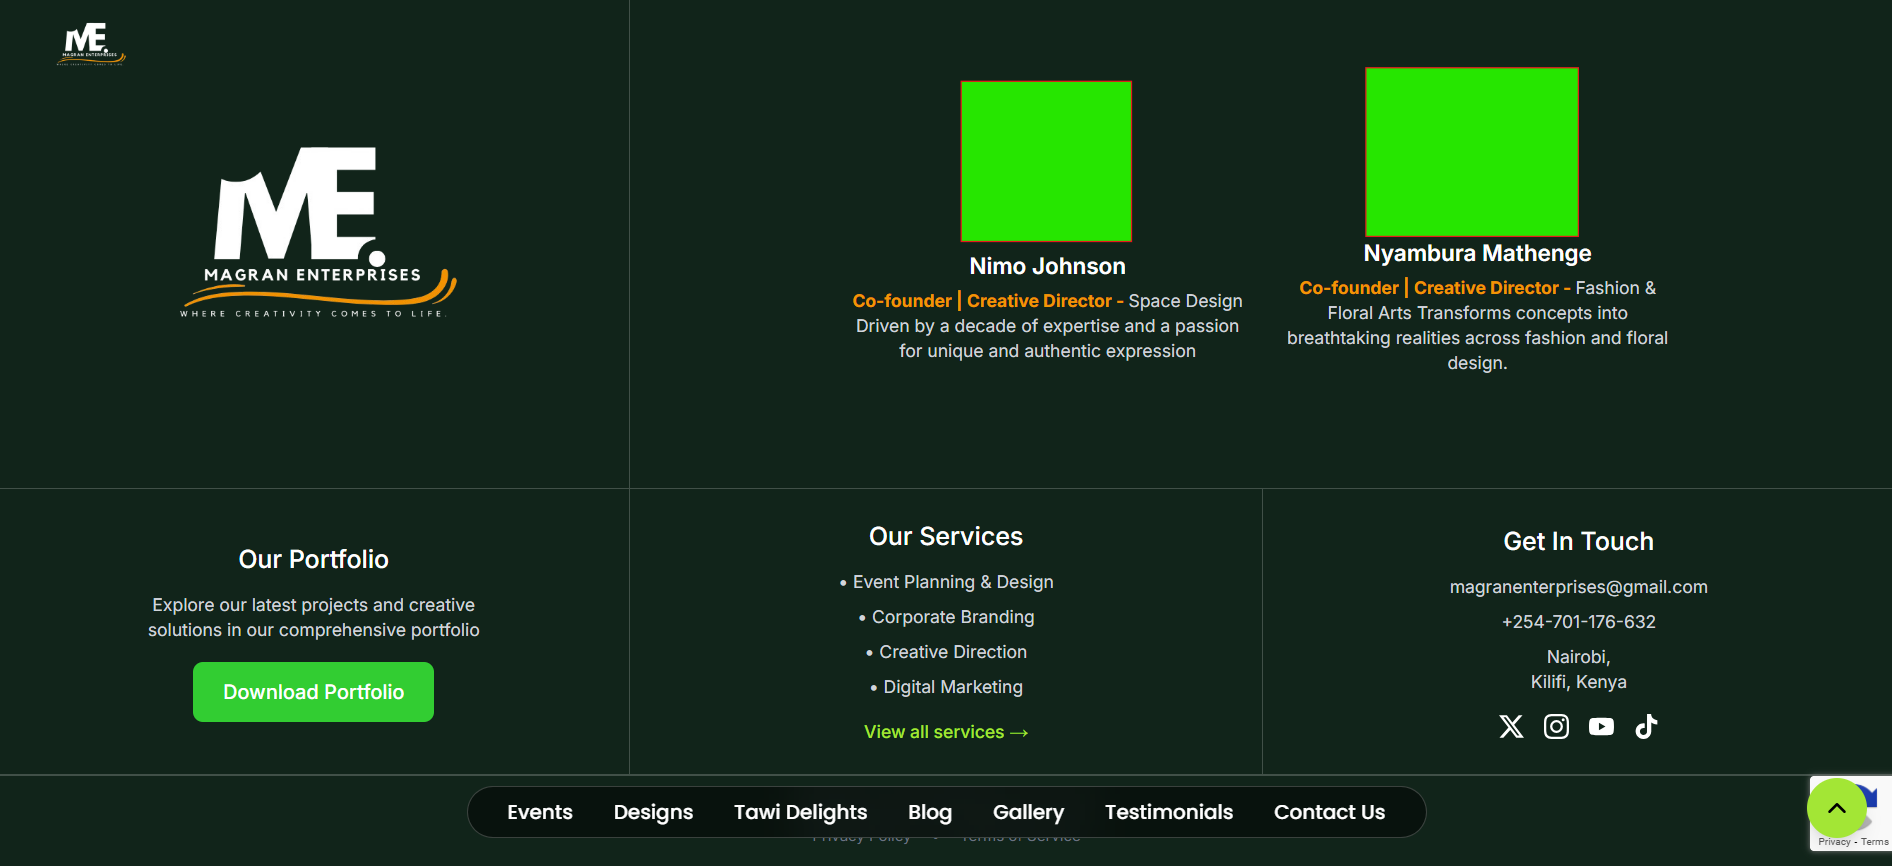 ME.
MAGRAN ENTERPRISES
ME.
MAGRAN ENTERPRISES
WHERE CREATIVITY COMES TO LIFE.
Nimo Johnson
Co-founder | Creative Director - Space Design
Driven by a decade of expertise and a passion
for unique and authentic expression
Nyambura Mathenge
Co-founder | Creative Director - Fashion &
Floral Arts Transforms concepts into
breathtaking realities across fashion and floral
design.
Our Portfolio
Explore our latest projects and creative
solutions in our comprehensive portfolio
Download Portfolio
Our Services
• Event Planning & Design
• Corporate Branding
• Creative Direction
• Digital Marketing
View all services →
Get In Touch
magranenterprises@gmail.com
+254-701-176-632
Nairobi,
Kilifi, Kenya
Events Designs Tawi Delights Blog Gallery Testimonials Contact Us
Privacy Policy • Terms of Service
Privacy - Terms